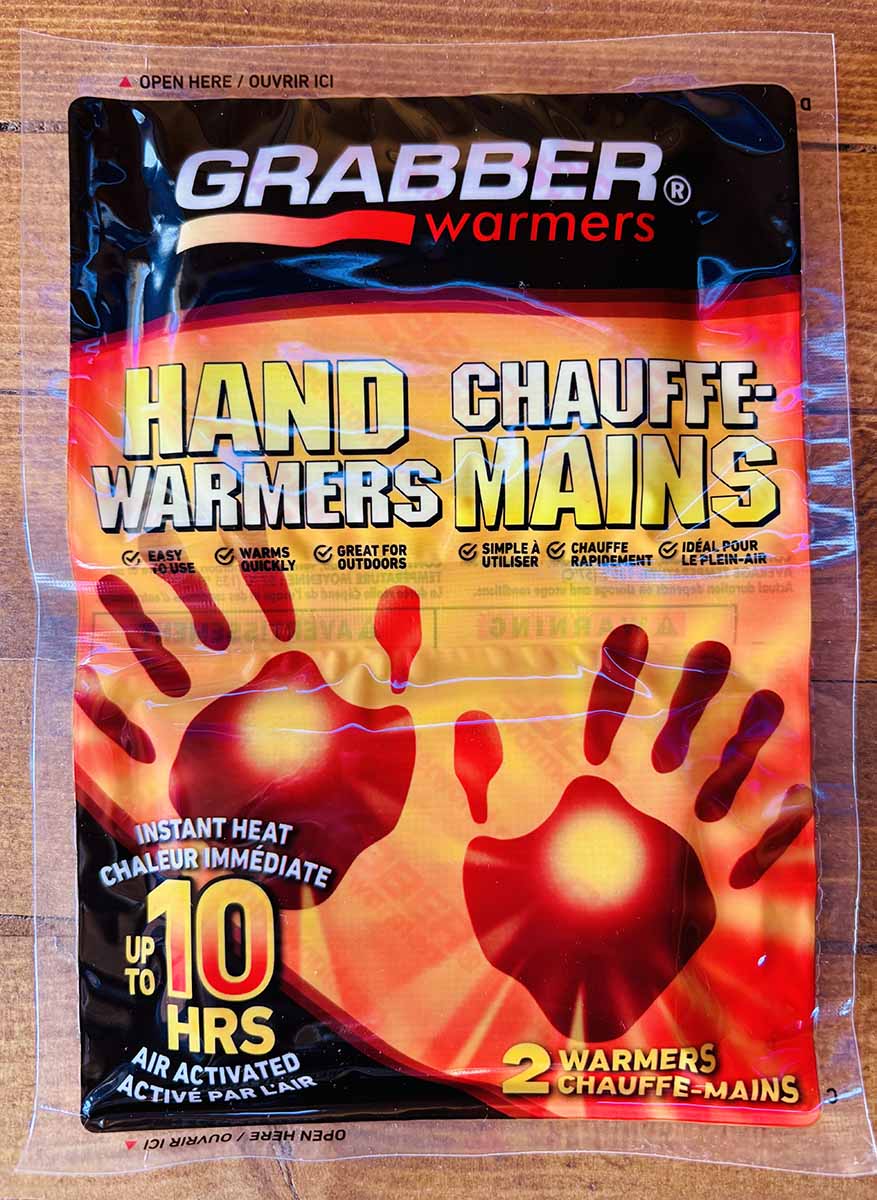 OPEN HERE / OUVRIR ICI
GRABBER®
warmers
HAND
WARMERS
CHAUFFE-
MAINS
EASY
TO USE
WARMS
QUICKLY
GREAT FOR
OUTDOORS
SIMPLE À
UTILISER
CHAUFFE
RAPIDEMENT
IDÉAL POUR
LE PLEIN-AIR
AVERTISSEMENT
WARNING
INSTANT HEAT
CHALEUR IMMÉDIATE
UP
TO
10
HRS
AIR ACTIVATED
ACTIVÉ PAR L'AIR
2 WARMERS
CHAUFFE-MAINS
OPEN HERE / OUVRIR ICI